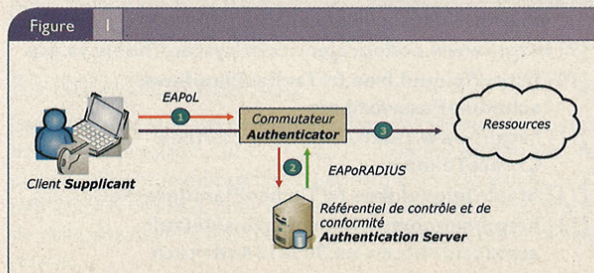 Figure 1
EAPoL
1
Commutateur
Authenticator
3
Ressources
Client Supplicant
2
EAPoRADIUS
Référentiel de contrôle et de
conformité
Authentication Server